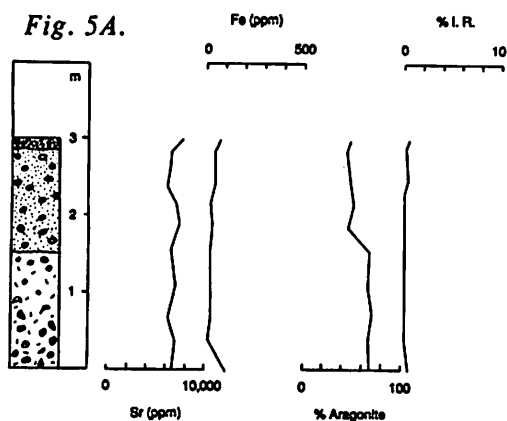 Fig. 5A.
Fe (ppm)
% I. R.
0 500
0 10
m
3
2
1
0 10,000
0 100
Sr (ppm)
% Aragonite